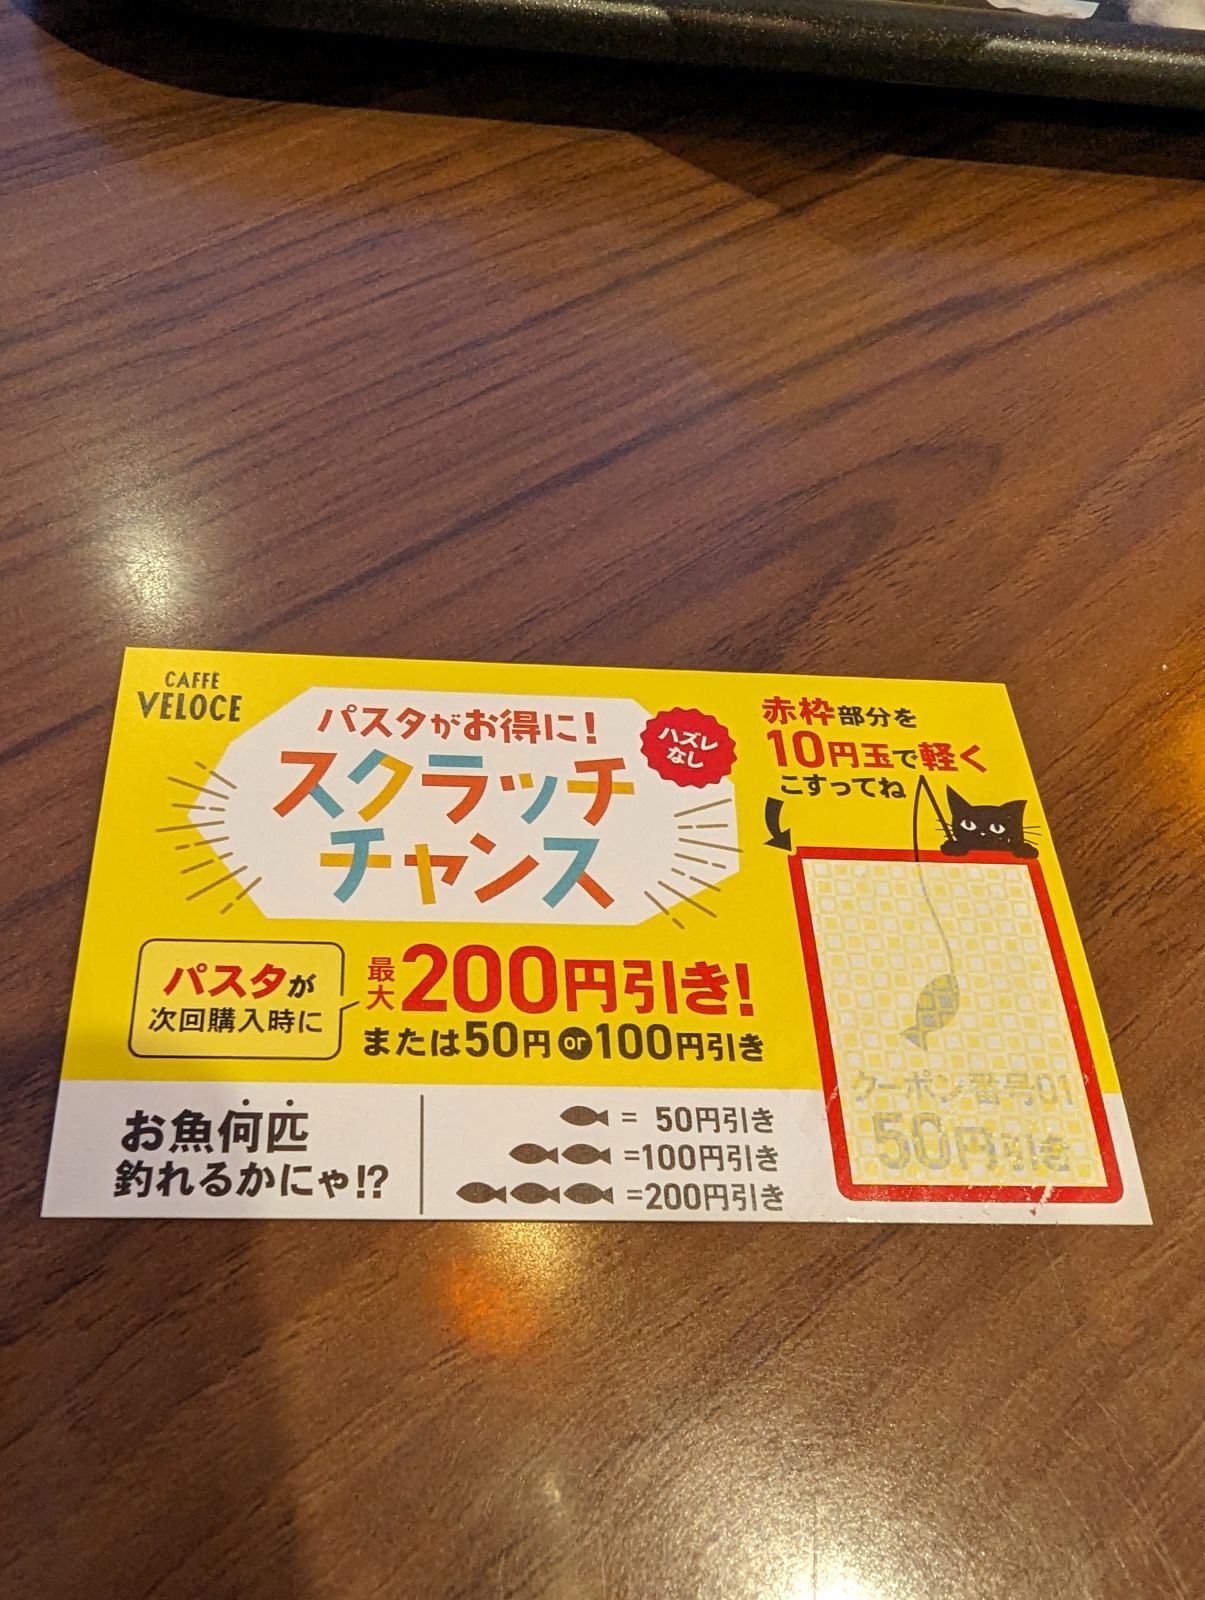 CAFFÈ
VELOCE
パスタがお得に!
スクラッチ
チャンス
ハズレ
なし
赤枠部分を
10円玉で軽く
こすってね
パスタが
次回購入時に
最大200円引き!
または50円or100円引き
お魚何匹
釣れるかにゃ!?
= 50円引き
=100円引き
=200円引き
クーポン番号01
50円引き